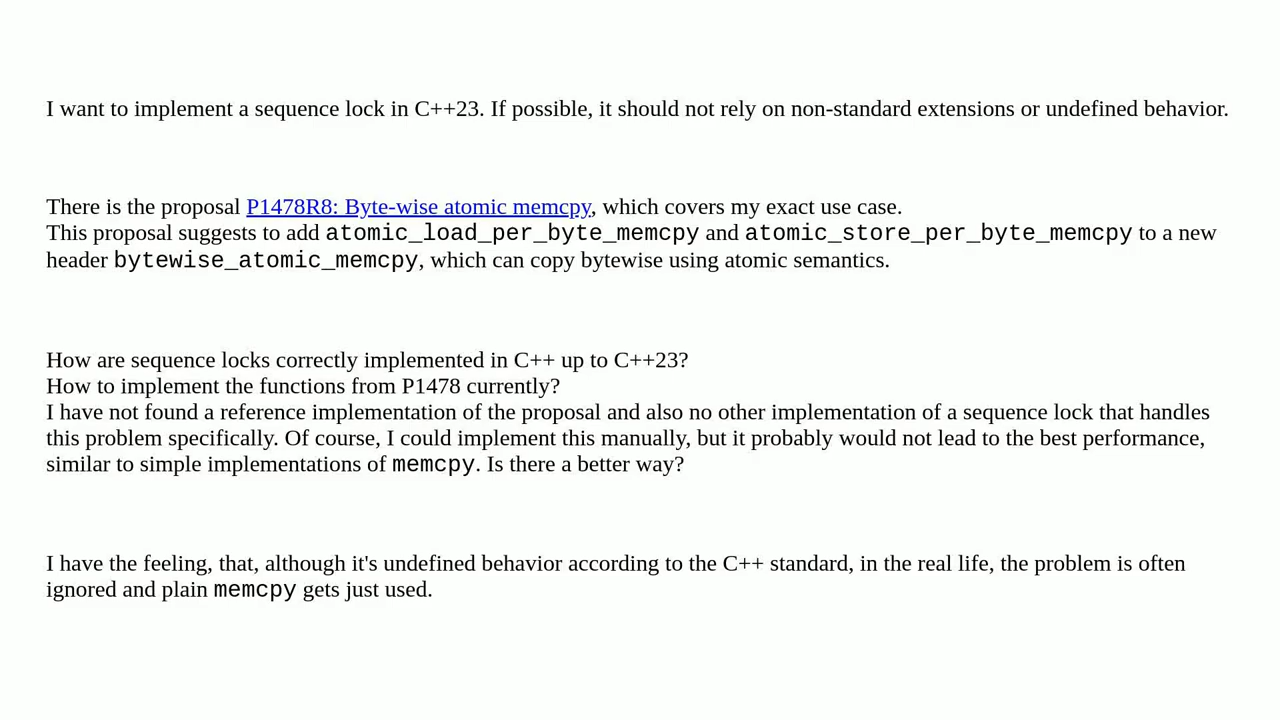 I want to implement a sequence lock in C++23. If possible, it should not rely on non-standard extensions or undefined behavior.
There is the proposal P1478R8: Byte-wise atomic memcpy, which covers my exact use case.
This proposal suggests to add atomic_load_per_byte_memcpy and atomic_store_per_byte_memcpy to a new
header bytewise_atomic_memcpy, which can copy bytewise using atomic semantics.
How are sequence locks correctly implemented in C++ up to C++23?
How to implement the functions from P1478 currently?
I have not found a reference implementation of the proposal and also no other implementation of a sequence lock that handles
this problem specifically. Of course, I could implement this manually, but it probably would not lead to the best performance,
similar to simple implementations of memcpy. Is there a better way?
I have the feeling, that, although it's undefined behavior according to the C++ standard, in the real life, the problem is often
ignored and plain memcpy gets just used.